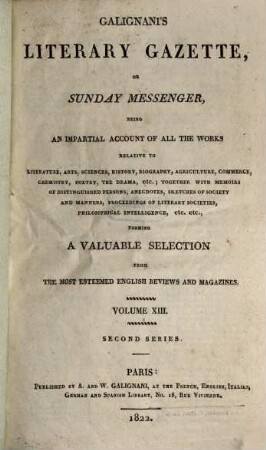 GALIGNANI'S
LITERARY GAZETTE,
OR
SUNDAY MESSENGER,
BEING
AN IMPARTIAL ACCOUNT OF ALL THE WORKS
RELATIVE TO
LITERATURE, ARTS, SCIENCES, HISTORY, BIOGRAPHY, AGRICULTURE, COMMERCE,
CHEMISTRY, POETRY, THE DRAMA, etc.; TOGETHER WITH MEMOIRS
OF DISTINGUISHED PERSONS, ANECDOTES, SKETCHES OF SOCIETY
AND MANNERS, PROCEEDINGS OF LITERARY SOCIETIES,
PHILOSOPHICAL INTELLIGENCE, etc. etc.,
FORMING
A VALUABLE SELECTION
FROM
THE MOST ESTEEMED ENGLISH REVIEWS AND MAGAZINES.
VOLUME XIII.
SECOND SERIES.
PARIS:
PUBLISHED BY A. AND W. GALIGNANI, AT THE FRENCH, ENGLISH, ITALIAN,
GERMAN AND SPANISH LIBRARY, No. 18, RUE VIVIENNE.
1822.